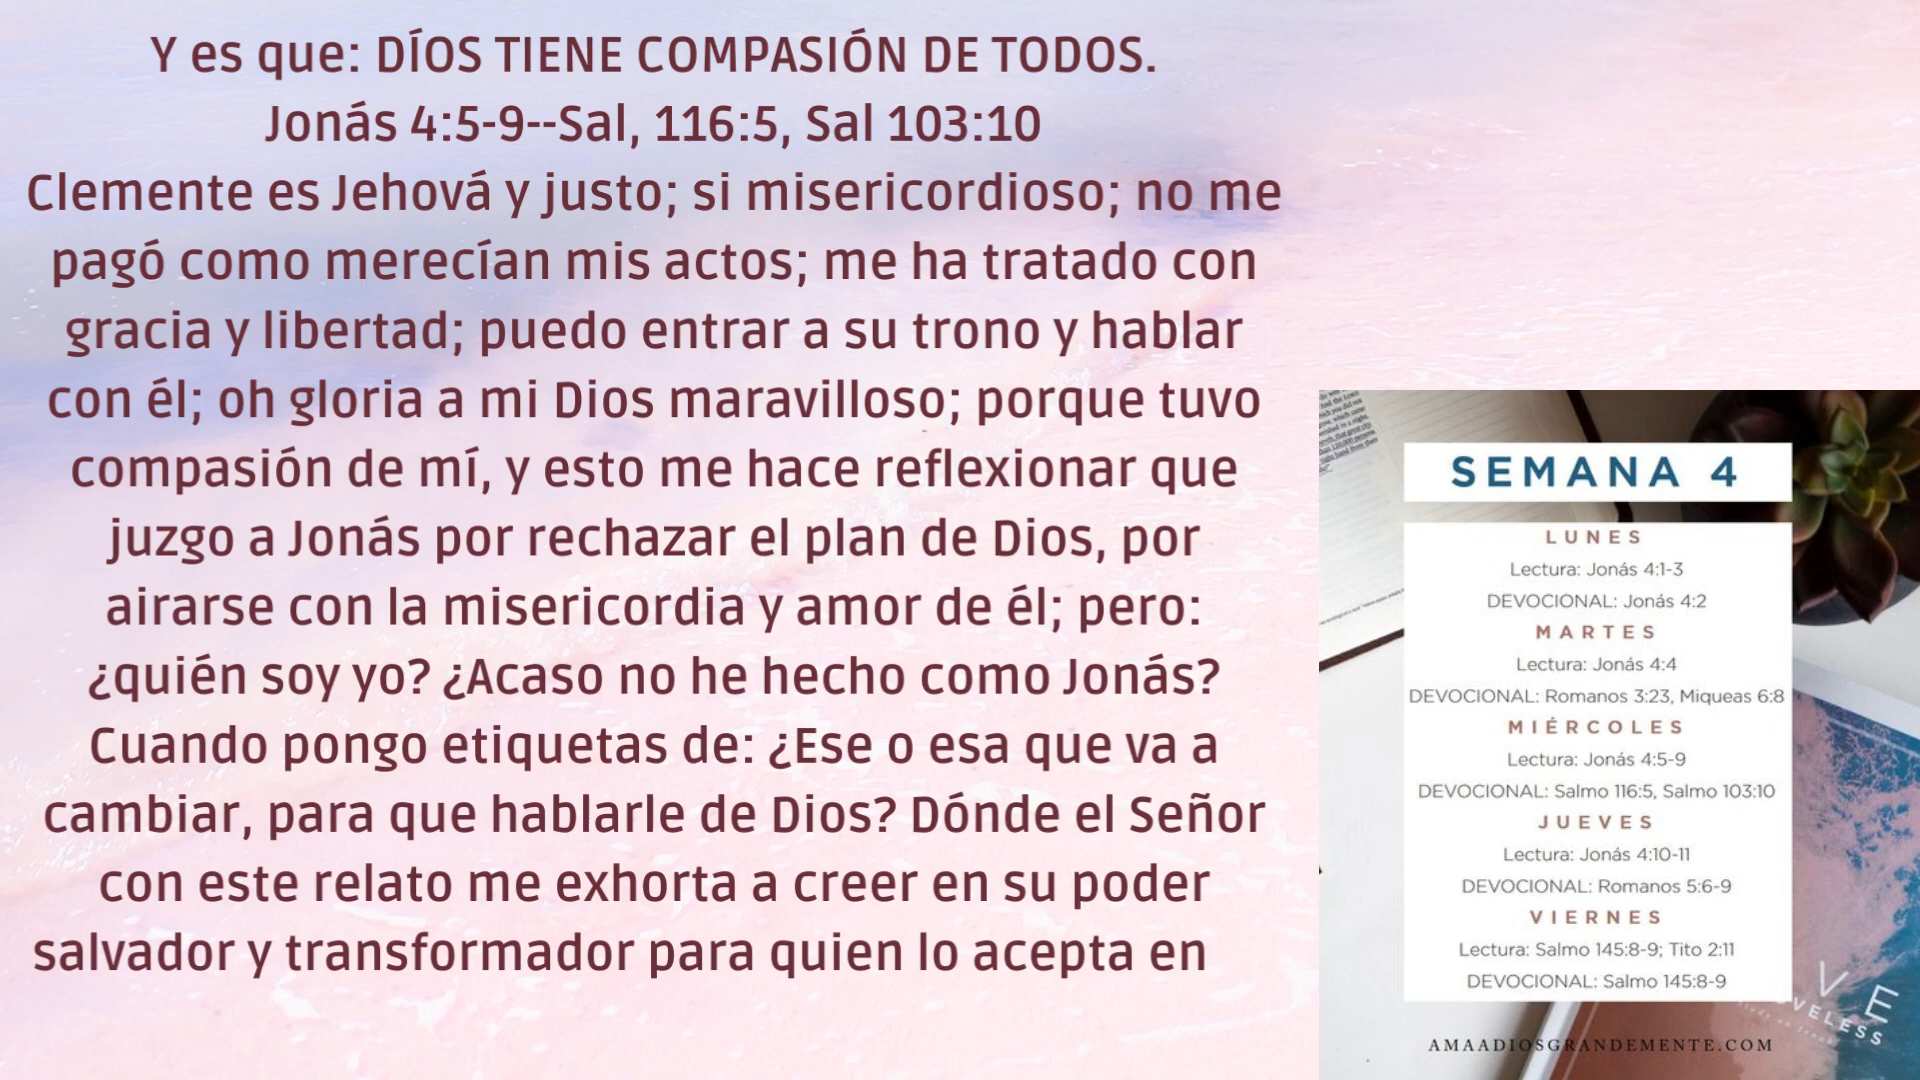 Y es que: DÍOS TIENE COMPASIÓN DE TODOS.
Jonás 4:5-9--Sal, 116:5, Sal 103:10
Clemente es Jehová y justo; si misericordioso; no me
pagó como merecían mis actos; me ha tratado con
gracia y libertad; puedo entrar a su trono y hablar
con él; oh gloria a mi Dios maravilloso; porque tuvo
compasión de mí, y esto me hace reflexionar que
juzgo a Jonás por rechazar el plan de Dios, por
airarse con la misericordia y amor de él; pero:
¿quién soy yo? ¿Acaso no he hecho como Jonás?
Cuando pongo etiquetas de: ¿Ese o esa que va a
cambiar, para que hablarle de Dios? Dónde el Señor
con este relato me exhorta a creer en su poder
salvador y transformador para quien lo acepta en
SEMANA 4
LUNES
Lectura: Jonás 4:1-3
DEVOCIONAL: Jonás 4:2
MARTES
Lectura: Jonás 4:4
DEVOCIONAL: Romanos 3:23, Miqueas 6:8
MIÉRCOLES
Lectura: Jonás 4:5-9
DEVOCIONAL: Salmo 116:5, Salmo 103:10
JUEVES
Lectura: Jonás 4:10-11
DEVOCIONAL: Romanos 5:6-9
VIERNES
Lectura: Salmo 145:8-9; Tito 2:11
DEVOCIONAL: Salmo 145:8-9
AMAADIOSGRANDEMENTE.COM